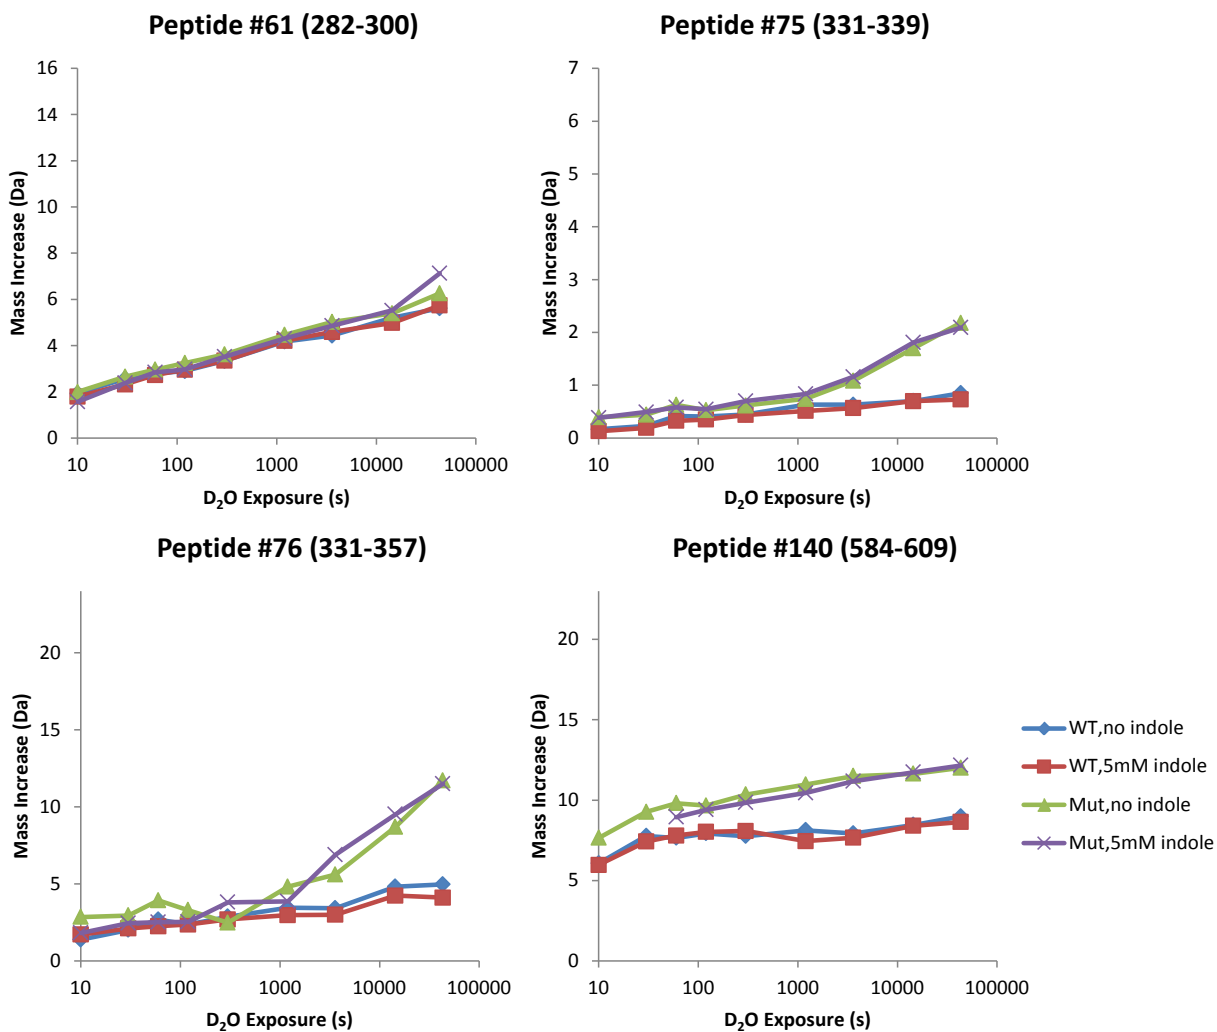 Peptide #61 (282-300)
16
14
12
10
8
6
4
2
0
10 100 1000 10000 100000
Mass Increase (Da)
D₂O Exposure (s)
Peptide #75 (331-339)
7
6
5
4
3
2
1
0
10 100 1000 10000 100000
Mass Increase (Da)
D₂O Exposure (s)
Peptide #76 (331-357)
20
15
10
5
0
10 100 1000 10000 100000
Mass Increase (Da)
D₂O Exposure (s)
Peptide #140 (584-609)
20
15
10
5
0
10 100 1000 10000 100000
Mass Increase (Da)
D₂O Exposure (s)
WT,no indole
WT,5mM indole
Mut,no indole
Mut,5mM indole